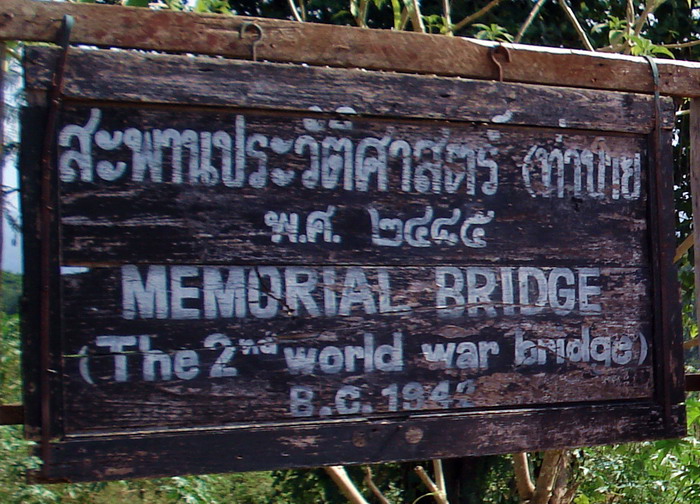 สะพานประวัติศาสตร์ (ท่าปาย
พ.ศ. ๒๔๘๕
MEMORIAL BRIDGE
(The 2nd world war bridge)
B.C. 1942